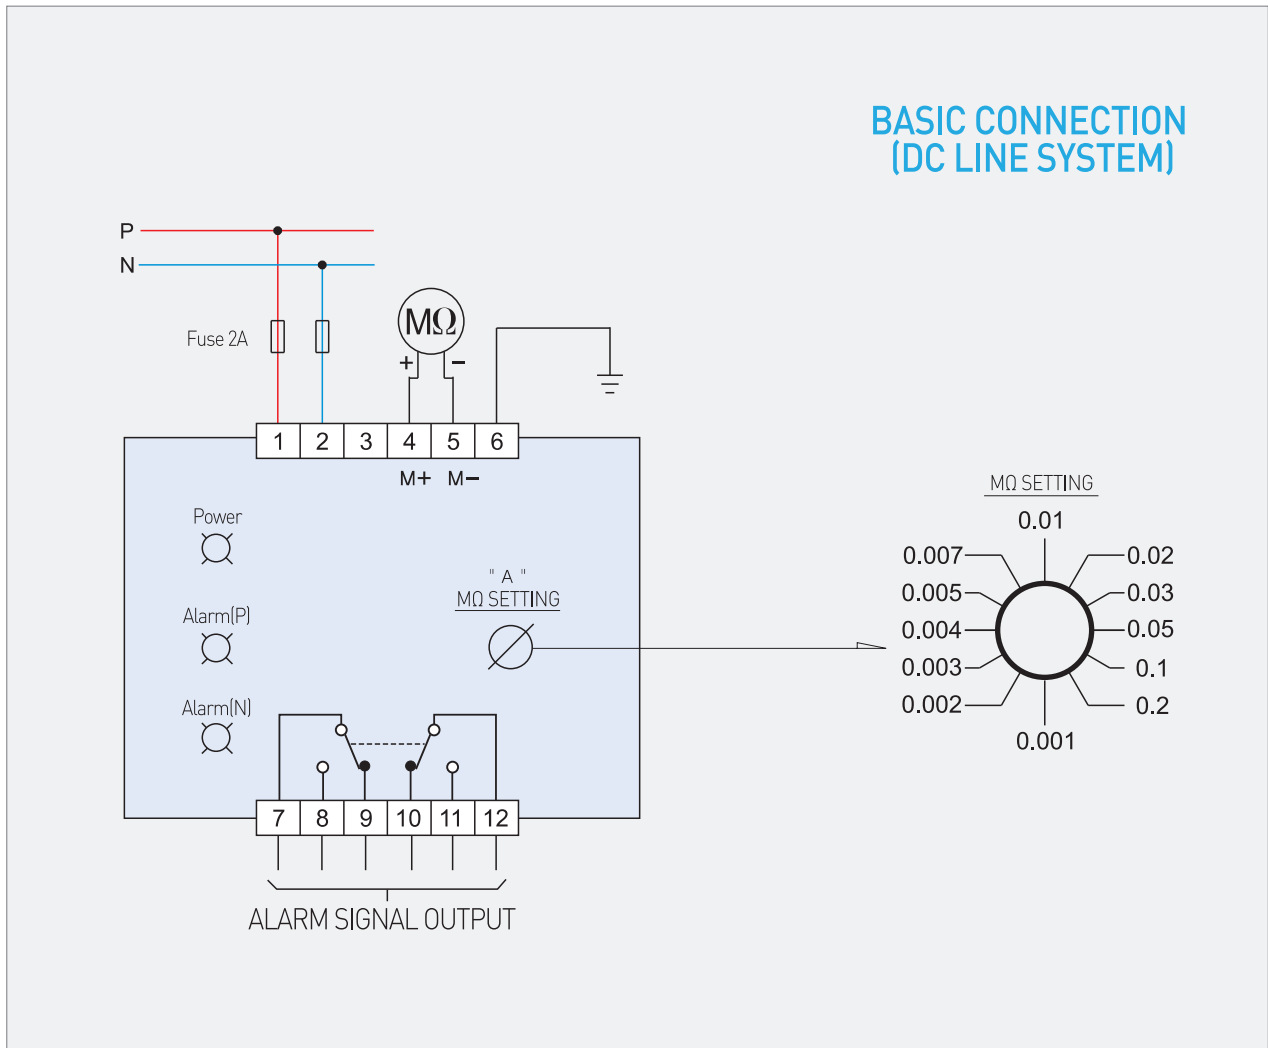 BASIC CONNECTION
(DC LINE SYSTEM)
P
N
Fuse 2A
MΩ
+ −
1 2 3 4 5 6
M+ M−
Power
Alarm(P)
Alarm(N)
" A "
MΩ SETTING
7 8 9 10 11 12
ALARM SIGNAL OUTPUT
MΩ SETTING
0.01
0.007 0.02
0.005 0.03
0.004 0.05
0.003 0.1
0.002 0.2
0.001